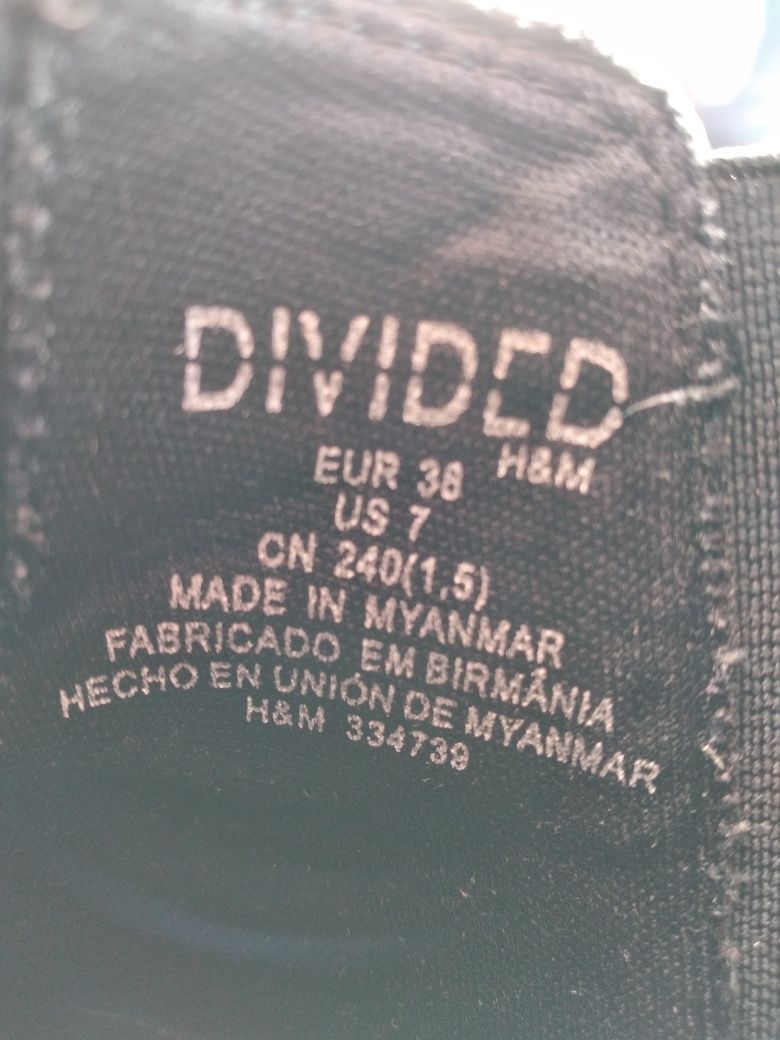 DIVIDED
H&M
EUR 38
US 7
CN 240(1,5)
MADE IN MYANMAR
FABRICADO EM BIRMÂNIA
HECHO EN UNIÓN DE MYANMAR
H&M 334739